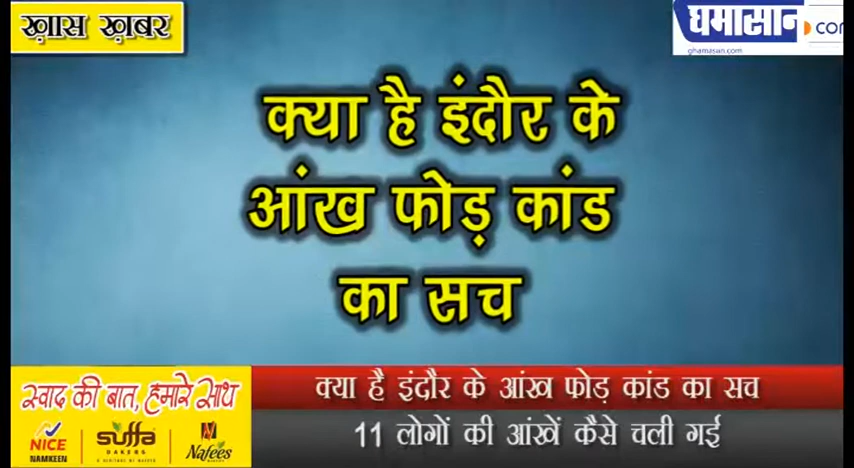 ख़ास ख़बर
घमासान.com
ghamasan.com
क्या है इंदौर के
आंख फोड़ कांड
का सच
स्वाद की बात, हमारे साथ
NICE
NAMKEEN
suffa
BAKERS
Nafees
क्या है इंदौर के आंख फोड़ कांड का सच
11 लोगों की आंखें कैसे चली गईं